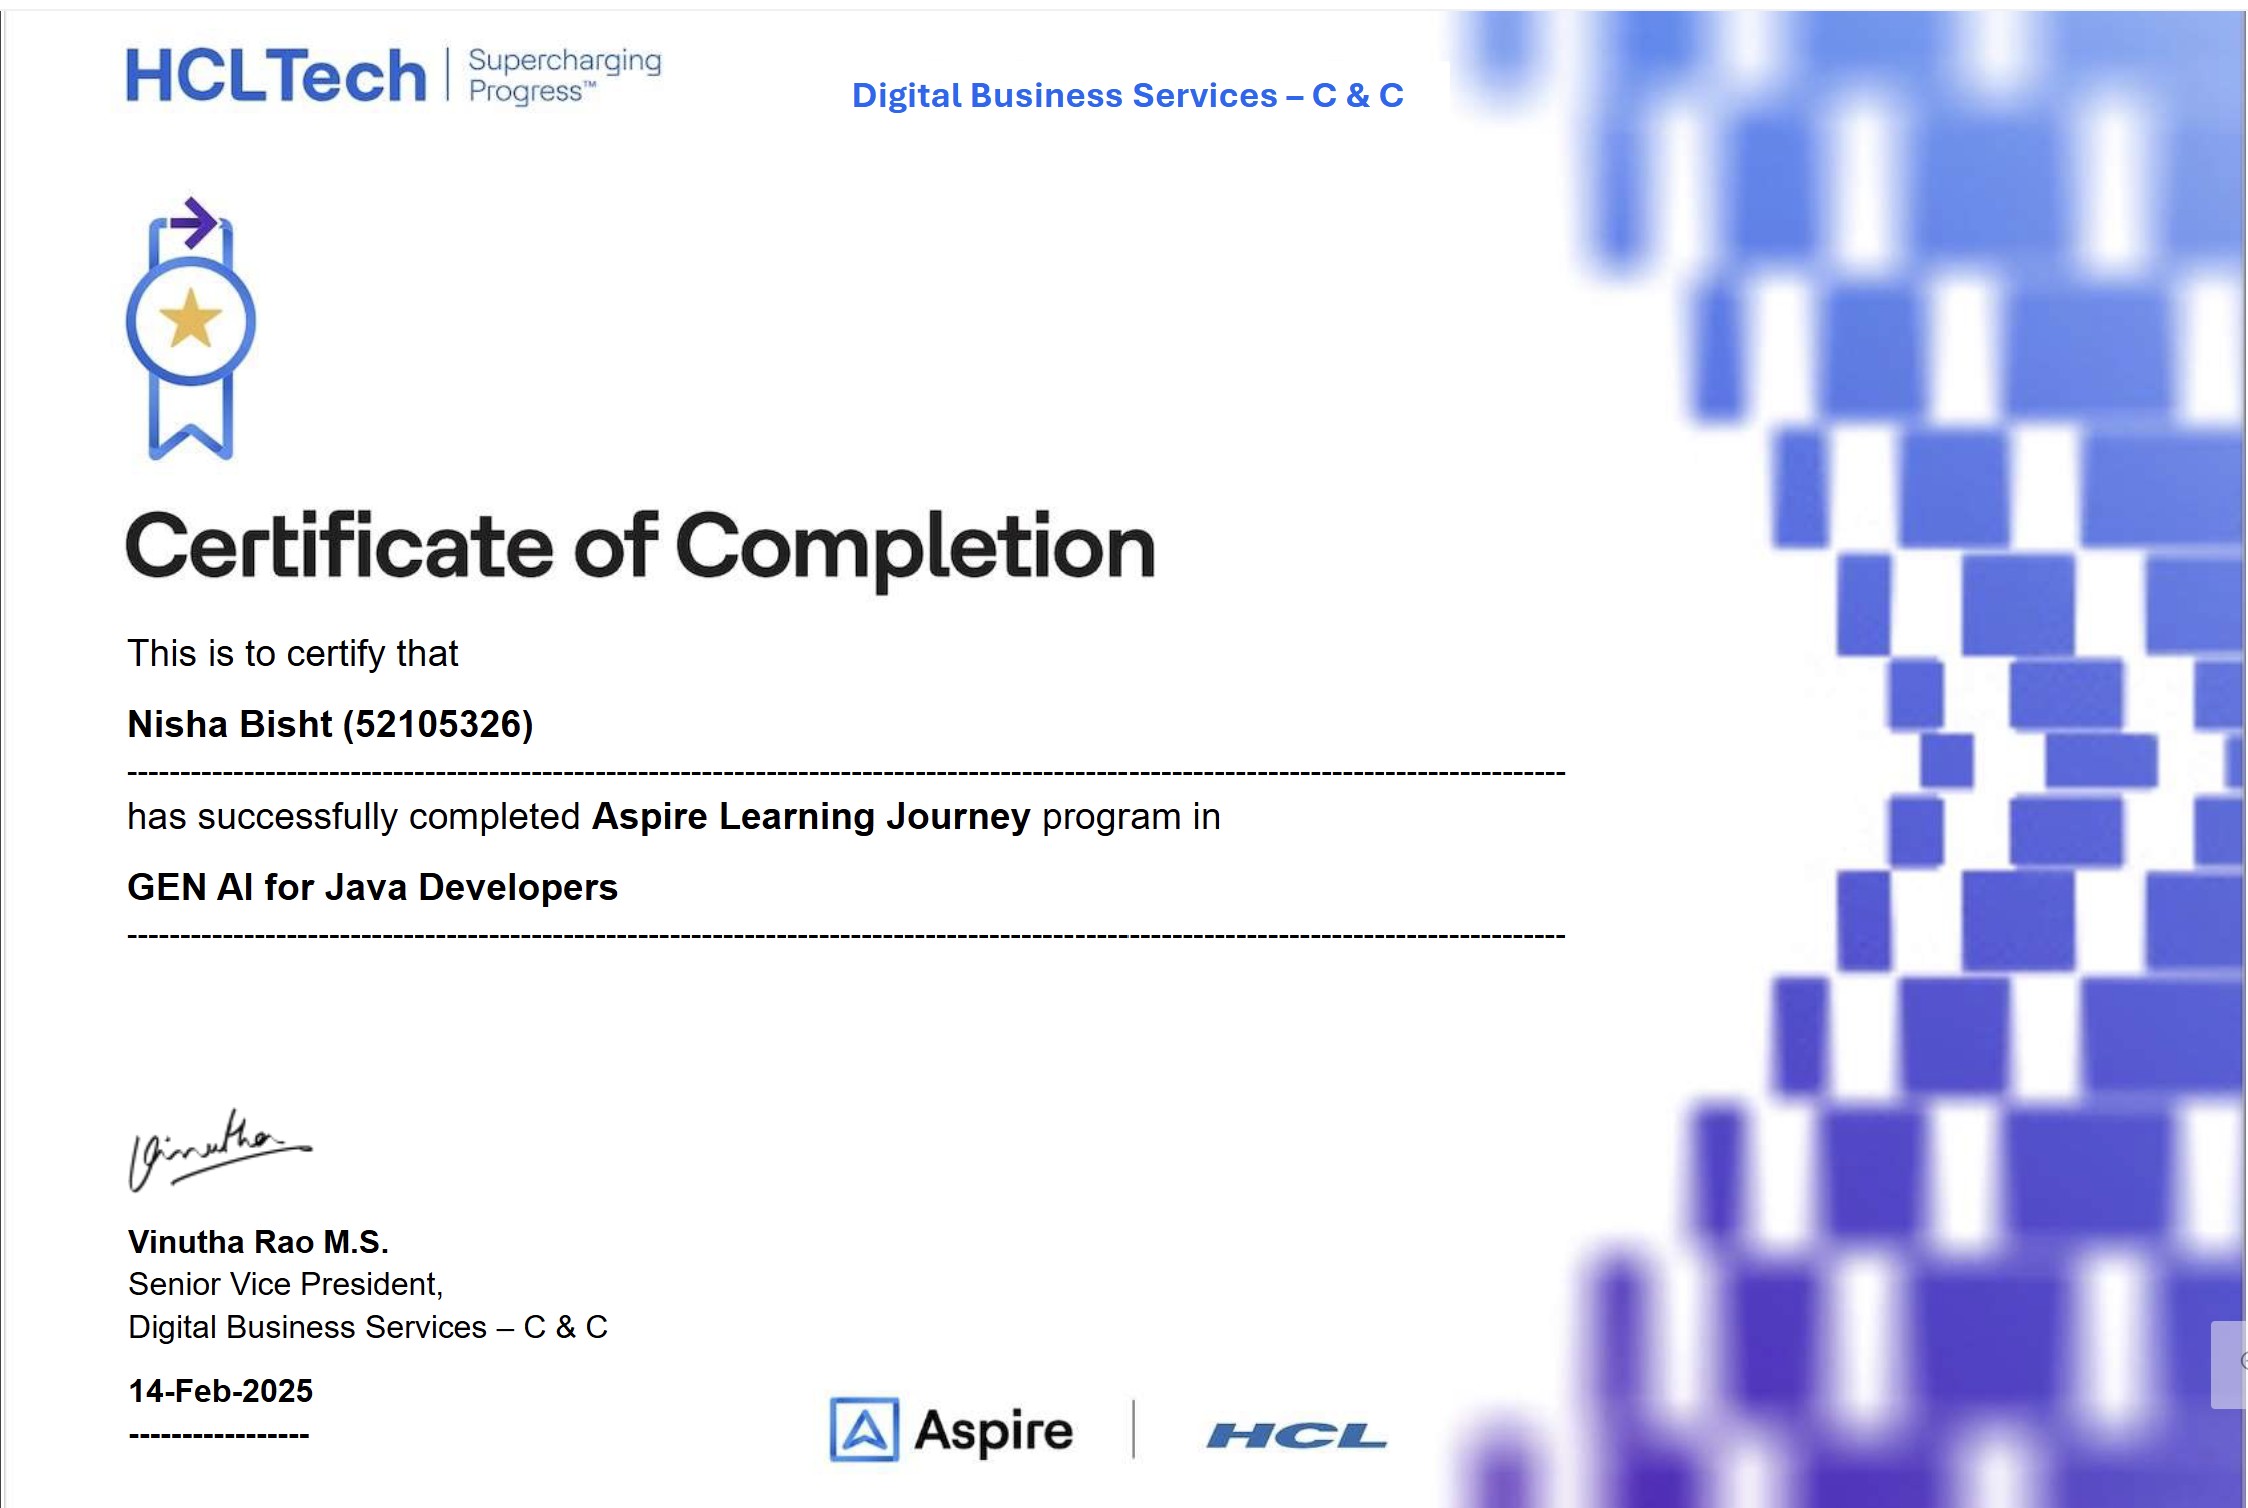 HCLTech
Supercharging
Progress™
Digital Business Services – C & C
Certificate of Completion
This is to certify that
Nisha Bisht (52105326)
has successfully completed Aspire Learning Journey program in
GEN AI for Java Developers
Vinutha
Vinutha Rao M.S.
Senior Vice President,
Digital Business Services – C & C
14-Feb-2025
Aspire
HCL